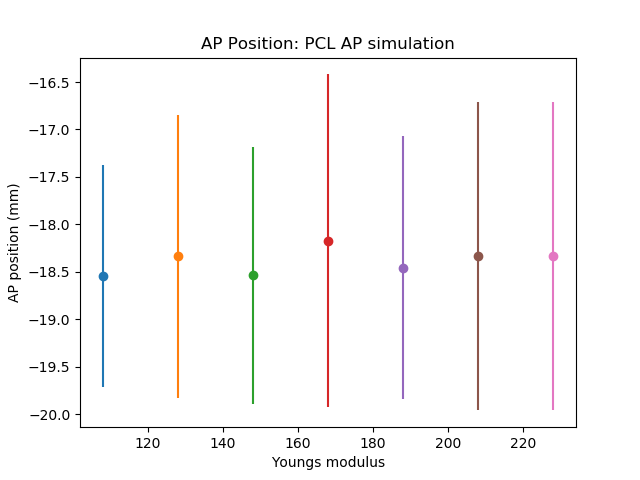 AP Position: PCL AP simulation
AP position (mm)
−16.5
−17.0
−17.5
−18.0
−18.5
−19.0
−19.5
−20.0
120 140 160 180 200 220
Youngs modulus